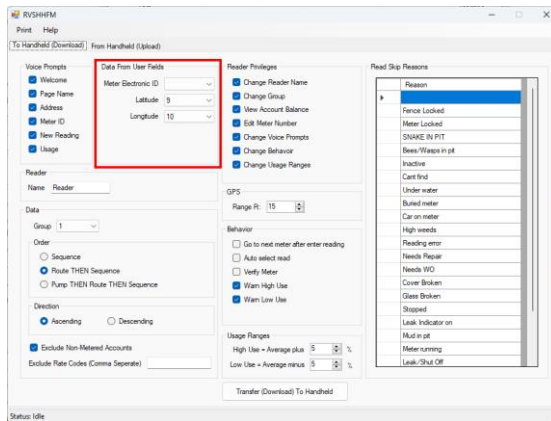 RVSHHFM
Print Help
To Handheld (Download) From Handheld (Upload)
Voice Prompts
Welcome
Page Name
Address
Meter ID
New Reading
Usage
Data From User Fields
Meter Electronic ID
Latitude 9
Longitude 10
Reader Privileges
Change Reader Name
Change Group
View Account Balance
Edit Meter Number
Change Voice Prompts
Change Behavoir
Change Usage Ranges
Read Skip Reasons
Reason
Fence Locked
Meter Locked
SNAKE IN PIT
Bees/Wasps in pit
Inactive
Cant find
Under water
Buried meter
Car on meter
High weeds
Reading error
Needs Repair
Needs WO
Cover Broken
Glass Broken
Stopped
Leak Indicator on
Mud in pit
Meter running
Leak/Shut Off
Reader
Name Reader
Data
Group 1
Order
Sequence
Route THEN Sequence
Pump THEN Route THEN Sequence
Direction
Ascending Descending
Exclude Non-Metered Accounts
Exclude Rate Codes (Comma Seperate)
GPS
Range Ft: 15
Behavior
Go to next meter after enter reading
Auto select read
Verify Meter
Warn High Use
Warn Low Use
Usage Ranges
High Use = Average plus 5 %
Low Use = Average minus 5 %
Transfer (Download) To Handheld
Status: Idle